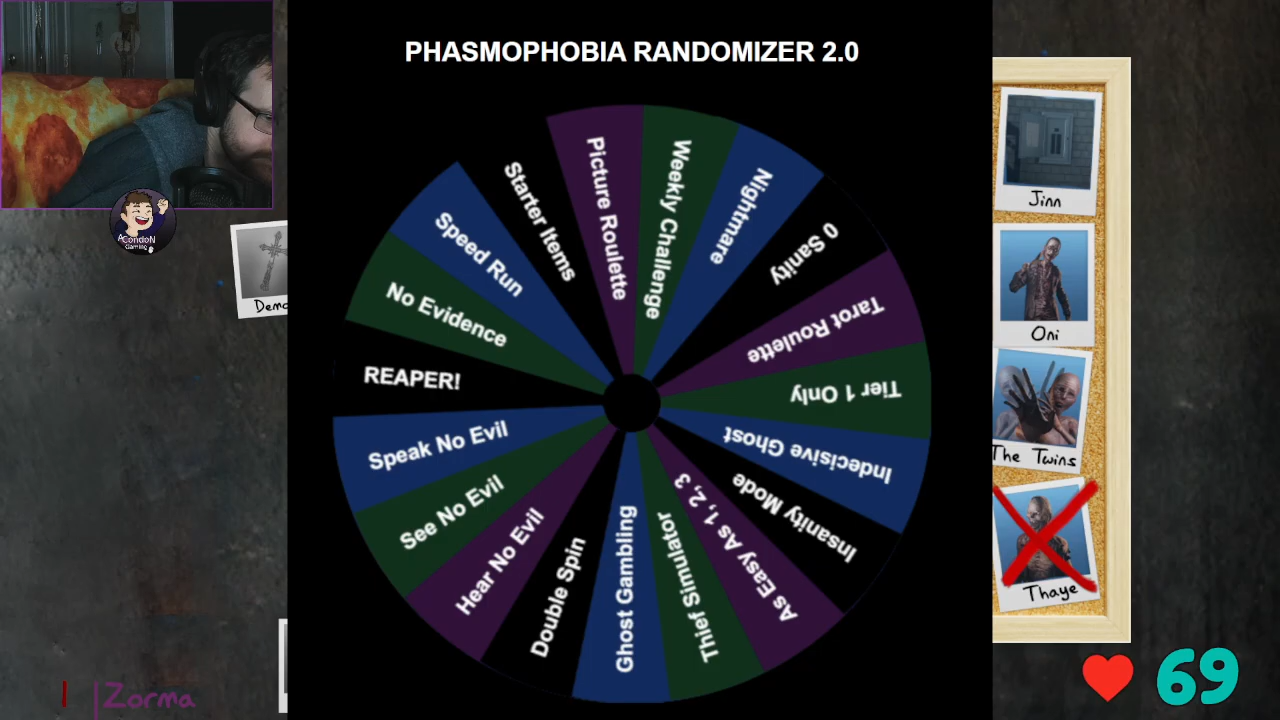 PHASMOPHOBIA RANDOMIZER 2.0
Picture Roulette
Weekly Challenge
Nightmare
0 Sanity
Tarot Roulette
Tier 1 Only
Indecisive Ghost
Insanity Mode
As Easy As 1, 2, 3
Thief Simulator
Ghost Gambling
Double Spin
Hear No Evil
See No Evil
Speak No Evil
REAPER!
No Evidence
Speed Run
Starter Items
ACondoN
Gaming
Jinn
Oni
The Twins
Thaye
69
Zorma